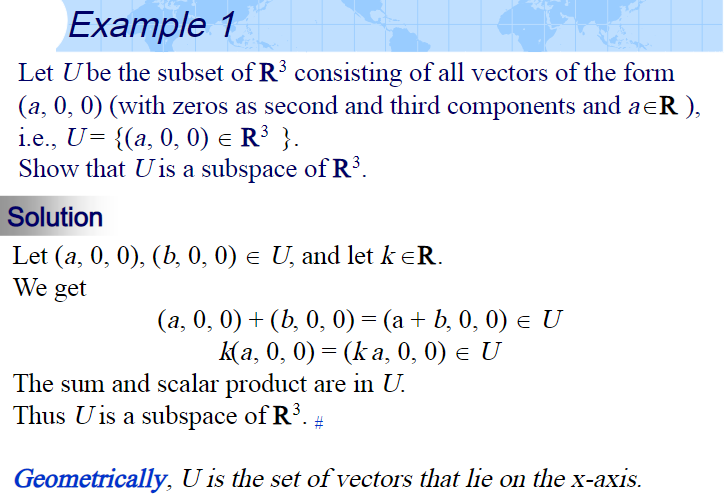 Example 1
Let U be the subset of R³ consisting of all vectors of the form
(a, 0, 0) (with zeros as second and third components and a∈R ),
i.e., U = {(a, 0, 0) ∈ R³ }.
Show that U is a subspace of R³.
Solution
Let (a, 0, 0), (b, 0, 0) ∈ U, and let k ∈R.
We get
(a, 0, 0) + (b, 0, 0) = (a + b, 0, 0) ∈ U
k(a, 0, 0) = (k a, 0, 0) ∈ U
The sum and scalar product are in U.
Thus U is a subspace of R³. #
Geometrically, U is the set of vectors that lie on the x-axis.